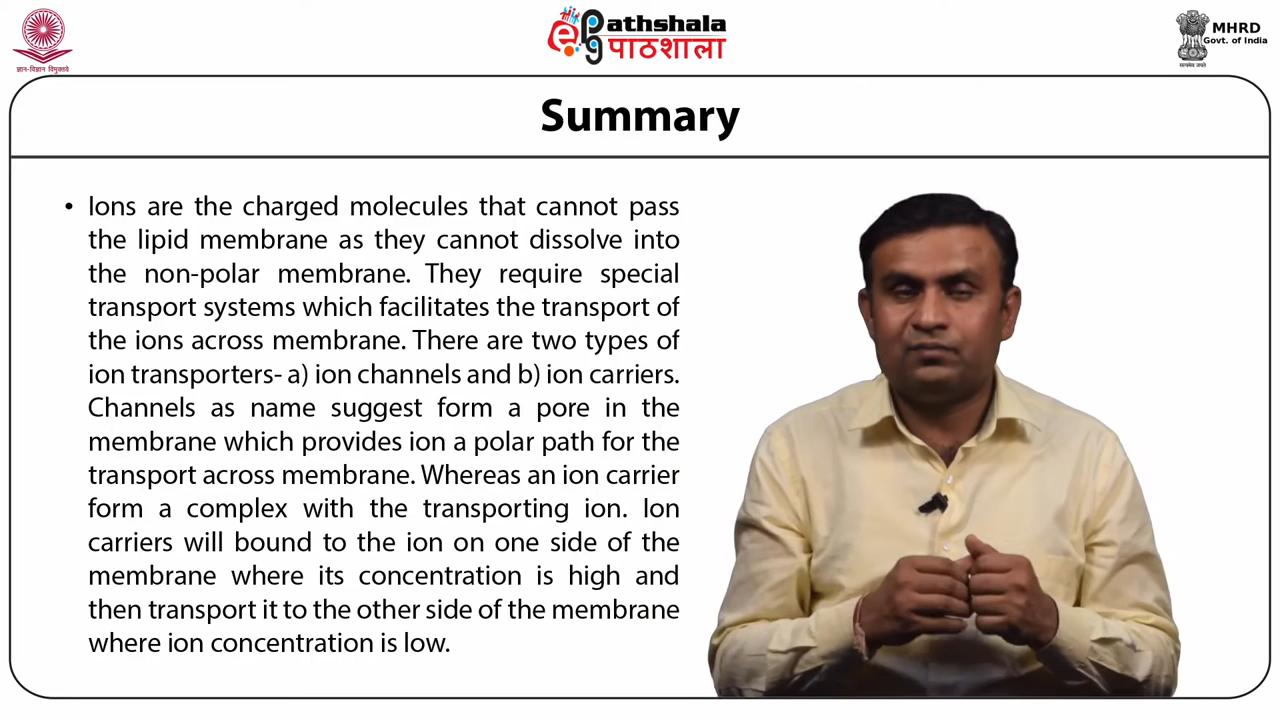 ePathshala
पाठशाला
MHRD
Govt. of India
ज्ञान-विज्ञान विमुक्तये
सत्यमेव जयते
Summary
• Ions are the charged molecules that cannot pass
the lipid membrane as they cannot dissolve into
the non-polar membrane. They require special
transport systems which facilitates the transport of
the ions across membrane. There are two types of
ion transporters- a) ion channels and b) ion carriers.
Channels as name suggest form a pore in the
membrane which provides ion a polar path for the
transport across membrane. Whereas an ion carrier
form a complex with the transporting ion. Ion
carriers will bound to the ion on one side of the
membrane where its concentration is high and
then transport it to the other side of the membrane
where ion concentration is low.